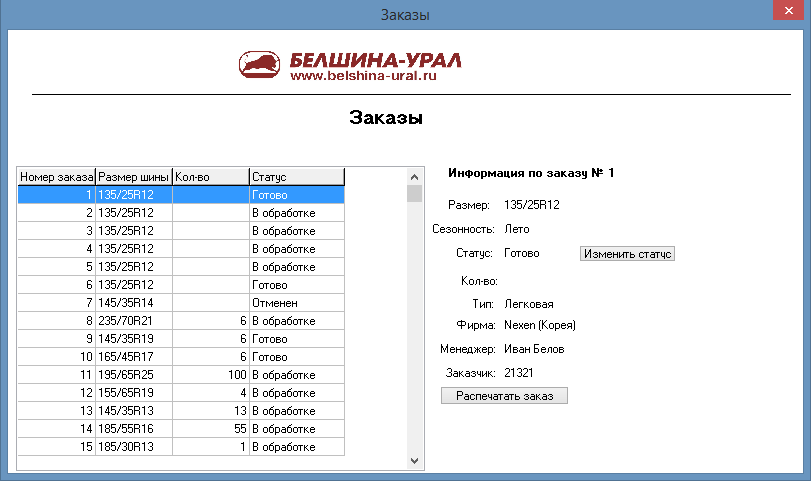 Заказы
БЕЛШИНА-УРАЛ
www.belshina-ural.ru
Заказы
Номер заказа Размер шины Кол-во Статус
1 135/25R12 Готово
2 135/25R12 В обработке
3 135/25R12 В обработке
4 135/25R12 В обработке
5 135/25R12 В обработке
6 135/25R12 Готово
7 145/35R14 Отменен
8 235/70R21 6 В обработке
9 145/35R19 6 Готово
10 165/45R17 6 Готово
11 195/65R25 100 В обработке
12 155/65R19 4 В обработке
13 145/35R13 13 В обработке
14 185/55R16 55 В обработке
15 185/30R13 1 В обработке
Информация по заказу № 1
Размер: 135/25R12
Сезонность: Лето
Статус: Готово Изменить статус
Кол-во:
Тип: Легковая
Фирма: Nexen (Корея)
Менеджер: Иван Белов
Заказчик: 21321
Распечатать заказ